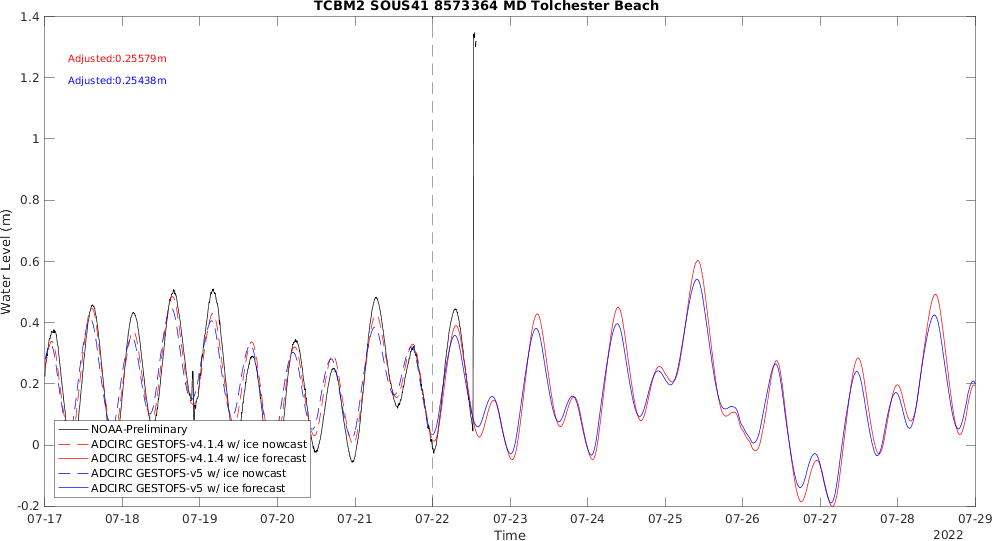 TCBM2 SOUS41 8573364 MD Tolchester Beach
1.4
1.2
1
0.8
0.6
0.4
0.2
0
-0.2
Water Level (m)
Adjusted:0.25579m
Adjusted:0.25438m
NOAA-Preliminary
ADCIRC GESTOFS-v4.1.4 w/ ice nowcast
ADCIRC GESTOFS-v4.1.4 w/ ice forecast
ADCIRC GESTOFS-v5 w/ ice nowcast
ADCIRC GESTOFS-v5 w/ ice forecast
07-17 07-18 07-19 07-20 07-21 07-22 07-23 07-24 07-25 07-26 07-27 07-28 07-29
Time
2022